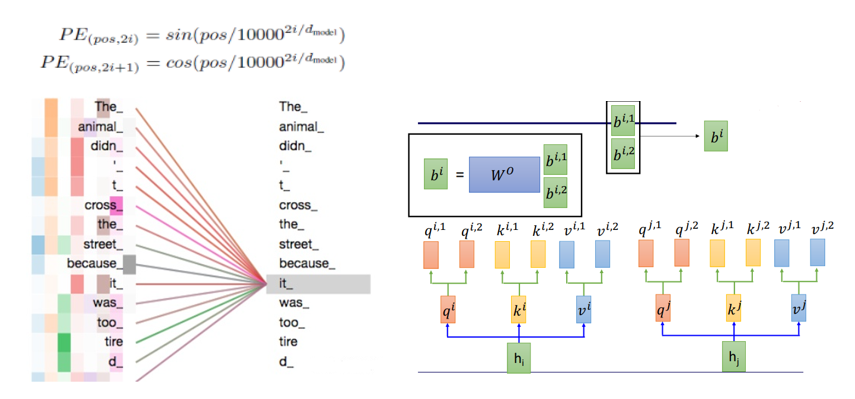 PE(pos,2i) = sin(pos/10000^{2i/d_model})
PE(pos,2i+1) = cos(pos/10000^{2i/d_model})
The_ The_
animal_ animal_
didn_ didn_
'_ '_
t_ t_
cross_ cross_
the_ the_
street_ street_
because_ because_
it_ it_
was_ was_
too_ too_
tire tire
d_ d_
b^{i,1} b^i
b^{i,2}
b^i = W^O b^{i,1}
b^{i,2}
q^{i,1} q^{i,2} k^{i,1} k^{i,2} v^{i,1} v^{i,2} q^{j,1} q^{j,2} k^{j,1} k^{j,2} v^{j,1} v^{j,2}
q^i k^i v^i q^j k^j v^j
h_i h_j